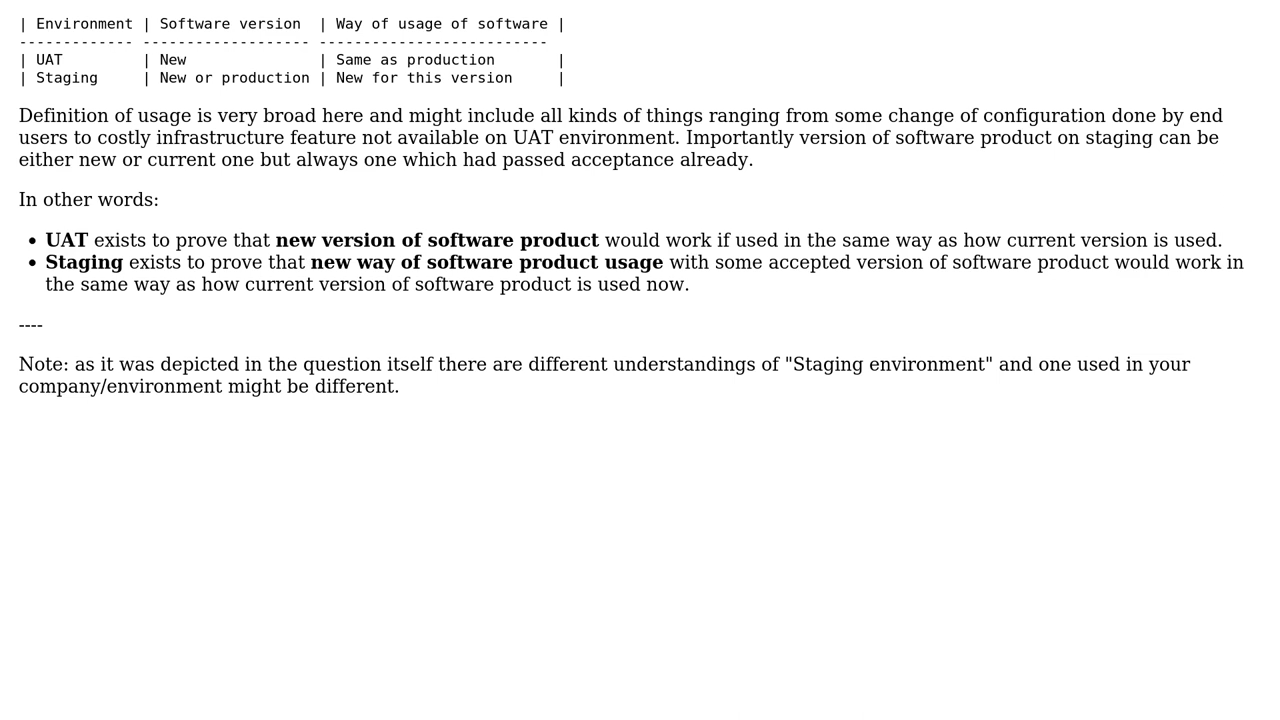 | Environment | Software version  | Way of usage of software |
------------- ------------------- --------------------------
| UAT         | New               | Same as production       |
| Staging     | New or production | New for this version     |
Definition of usage is very broad here and might include all kinds of things ranging from some change of configuration done by end
users to costly infrastructure feature not available on UAT environment. Importantly version of software product on staging can be
either new or current one but always one which had passed acceptance already.
In other words:
• UAT exists to prove that new version of software product would work if used in the same way as how current version is used.
• Staging exists to prove that new way of software product usage with some accepted version of software product would work in
the same way as how current version of software product is used now.
----
Note: as it was depicted in the question itself there are different understandings of "Staging environment" and one used in your
company/environment might be different.